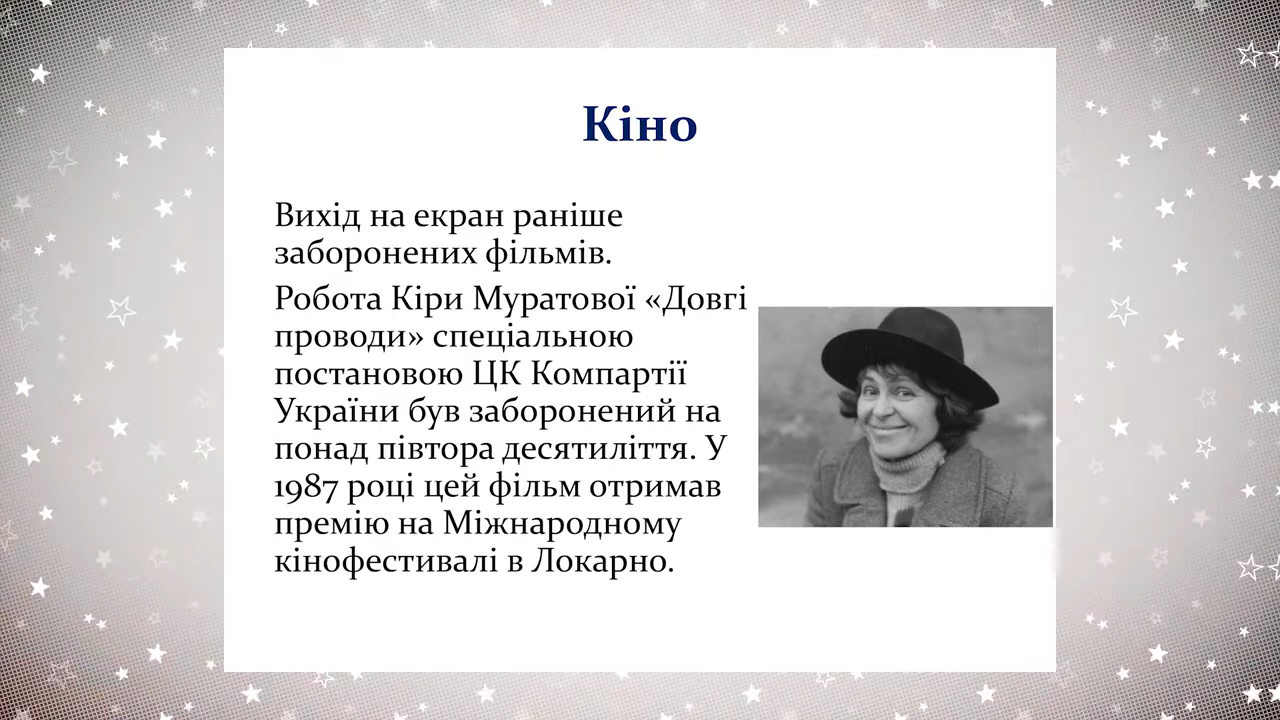 Кіно
Вихід на екран раніше
заборонених фільмів.
Робота Кіри Муратової «Довгі
проводи» спеціальною
постановою ЦК Компартії
України був заборонений на
понад півтора десятиліття. У
1987 році цей фільм отримав
премію на Міжнародному
кінофестивалі в Локарно.